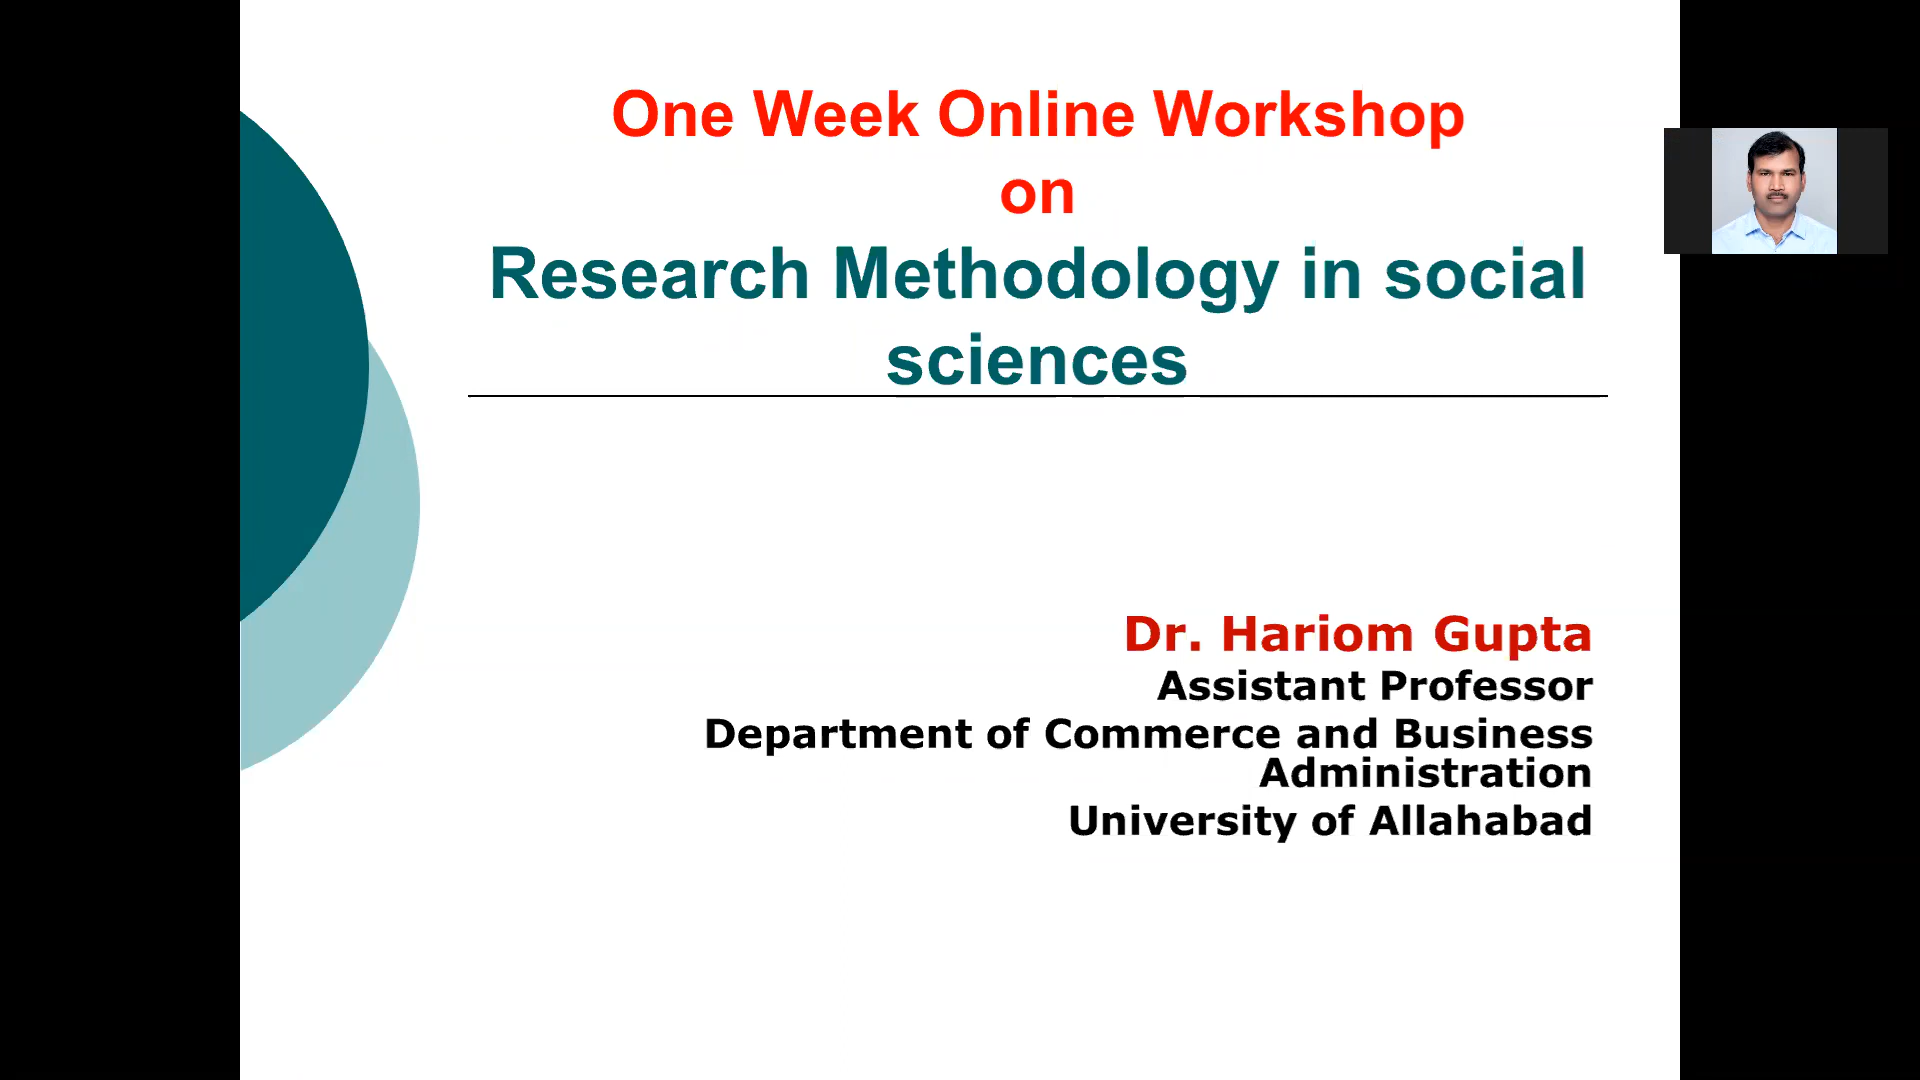 One Week Online Workshop
on
Research Methodology in social
sciences
Dr. Hariom Gupta
Assistant Professor
Department of Commerce and Business
Administration
University of Allahabad